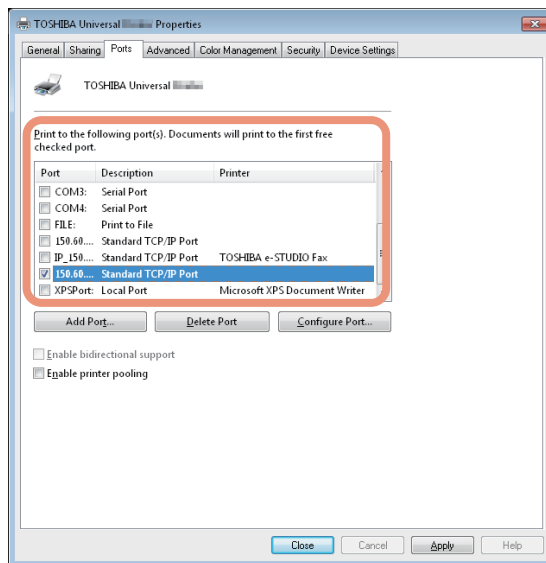 TOSHIBA Universal Properties
General Sharing Ports Advanced Color Management Security Device Settings
TOSHIBA Universal
Print to the following port(s). Documents will print to the first free
checked port.
Port Description Printer
COM3: Serial Port
COM4: Serial Port
FILE: Print to File
150.60.... Standard TCP/IP Port
IP_150.... Standard TCP/IP Port TOSHIBA e-STUDIO Fax
150.60.... Standard TCP/IP Port
XPSPort: Local Port Microsoft XPS Document Writer
Add Port... Delete Port Configure Port...
Enable bidirectional support
Enable printer pooling
Close Cancel Apply Help